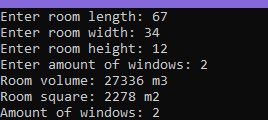 Enter room length: 67
Enter room width: 34
Enter room height: 12
Enter amount of windows: 2
Room volume: 27336 m3
Room square: 2278 m2
Amount of windows: 2